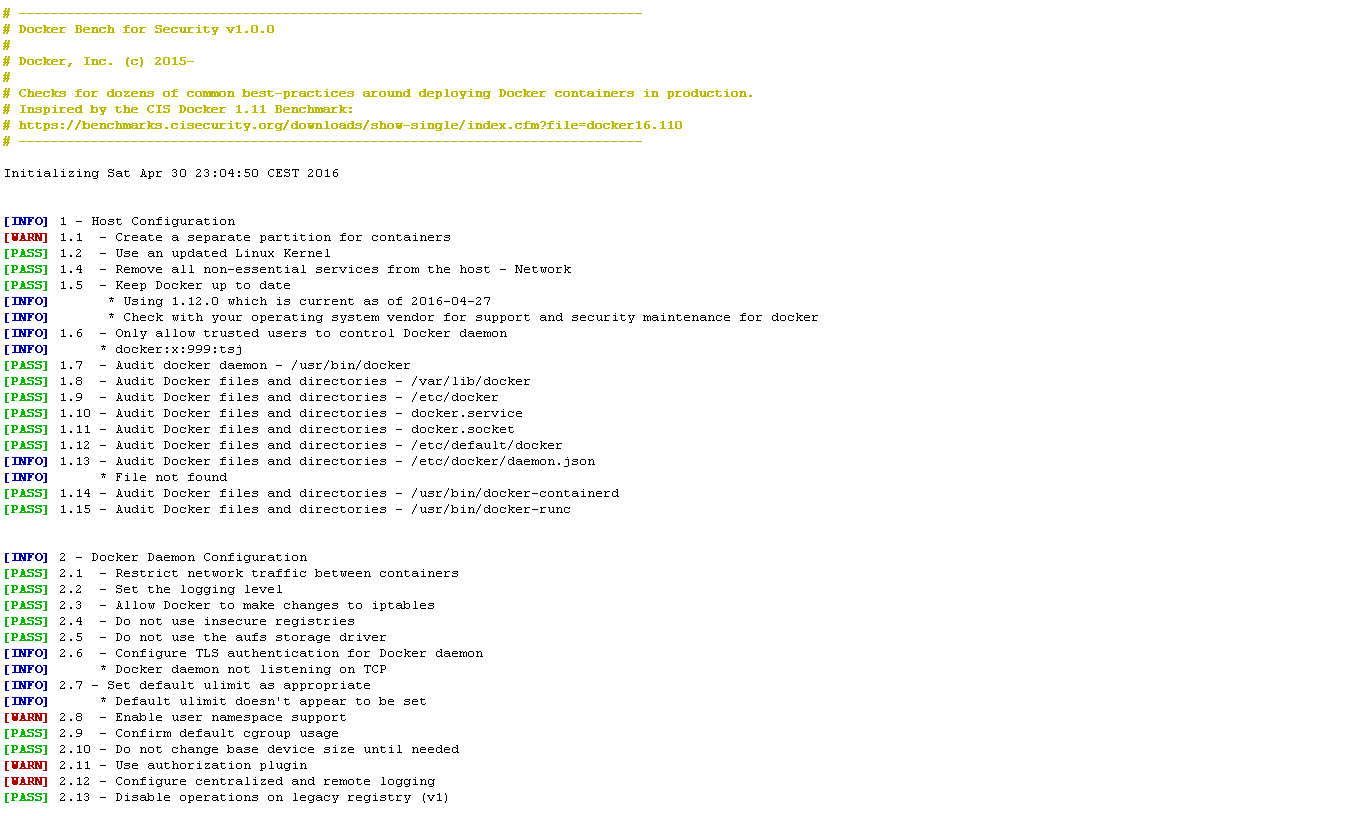 # ------------------------------------------------------------------------------
# Docker Bench for Security v1.0.0
#
# Docker, Inc. (c) 2015-
#
# Checks for dozens of common best-practices around deploying Docker containers in production.
# Inspired by the CIS Docker 1.11 Benchmark:
# https://benchmarks.cisecurity.org/downloads/show-single/index.cfm?file=docker16.110
# ------------------------------------------------------------------------------
Initializing Sat Apr 30 23:04:50 CEST 2016
[INFO] 1 - Host Configuration
[WARN] 1.1  - Create a separate partition for containers
[PASS] 1.2  - Use an updated Linux Kernel
[PASS] 1.4  - Remove all non-essential services from the host - Network
[PASS] 1.5  - Keep Docker up to date
[INFO]       * Using 1.12.0 which is current as of 2016-04-27
[INFO]       * Check with your operating system vendor for support and security maintenance for docker
[INFO] 1.6  - Only allow trusted users to control Docker daemon
[INFO]      * docker:x:999:tsj
[PASS] 1.7  - Audit docker daemon - /usr/bin/docker
[PASS] 1.8  - Audit Docker files and directories - /var/lib/docker
[PASS] 1.9  - Audit Docker files and directories - /etc/docker
[PASS] 1.10 - Audit Docker files and directories - docker.service
[PASS] 1.11 - Audit Docker files and directories - docker.socket
[PASS] 1.12 - Audit Docker files and directories - /etc/default/docker
[INFO] 1.13 - Audit Docker files and directories - /etc/docker/daemon.json
[INFO]      * File not found
[PASS] 1.14 - Audit Docker files and directories - /usr/bin/docker-containerd
[PASS] 1.15 - Audit Docker files and directories - /usr/bin/docker-runc
[INFO] 2 - Docker Daemon Configuration
[PASS] 2.1  - Restrict network traffic between containers
[PASS] 2.2  - Set the logging level
[PASS] 2.3  - Allow Docker to make changes to iptables
[PASS] 2.4  - Do not use insecure registries
[PASS] 2.5  - Do not use the aufs storage driver
[INFO] 2.6  - Configure TLS authentication for Docker daemon
[INFO]      * Docker daemon not listening on TCP
[INFO] 2.7 - Set default ulimit as appropriate
[INFO]      * Default ulimit doesn't appear to be set
[WARN] 2.8  - Enable user namespace support
[PASS] 2.9  - Confirm default cgroup usage
[PASS] 2.10 - Do not change base device size until needed
[WARN] 2.11 - Use authorization plugin
[WARN] 2.12 - Configure centralized and remote logging
[PASS] 2.13 - Disable operations on legacy registry (v1)